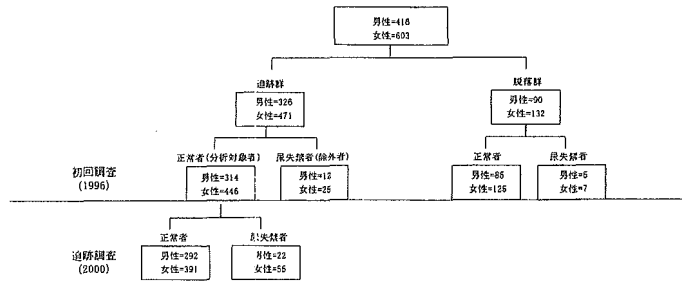 男性=416
女性=603
追跡群
脱落群
男性=326
女性=471
男性=90
女性=132
正常者(分析対象者)
尿失禁者(除外者)
正常者
尿失禁者
初回調査
(1996)
男性=314
女性=446
男性=12
女性=25
男性=85
女性=125
男性=5
女性=7
正常者
尿失禁者
追跡調査
(2000)
男性=292
女性=391
男性=22
女性=55